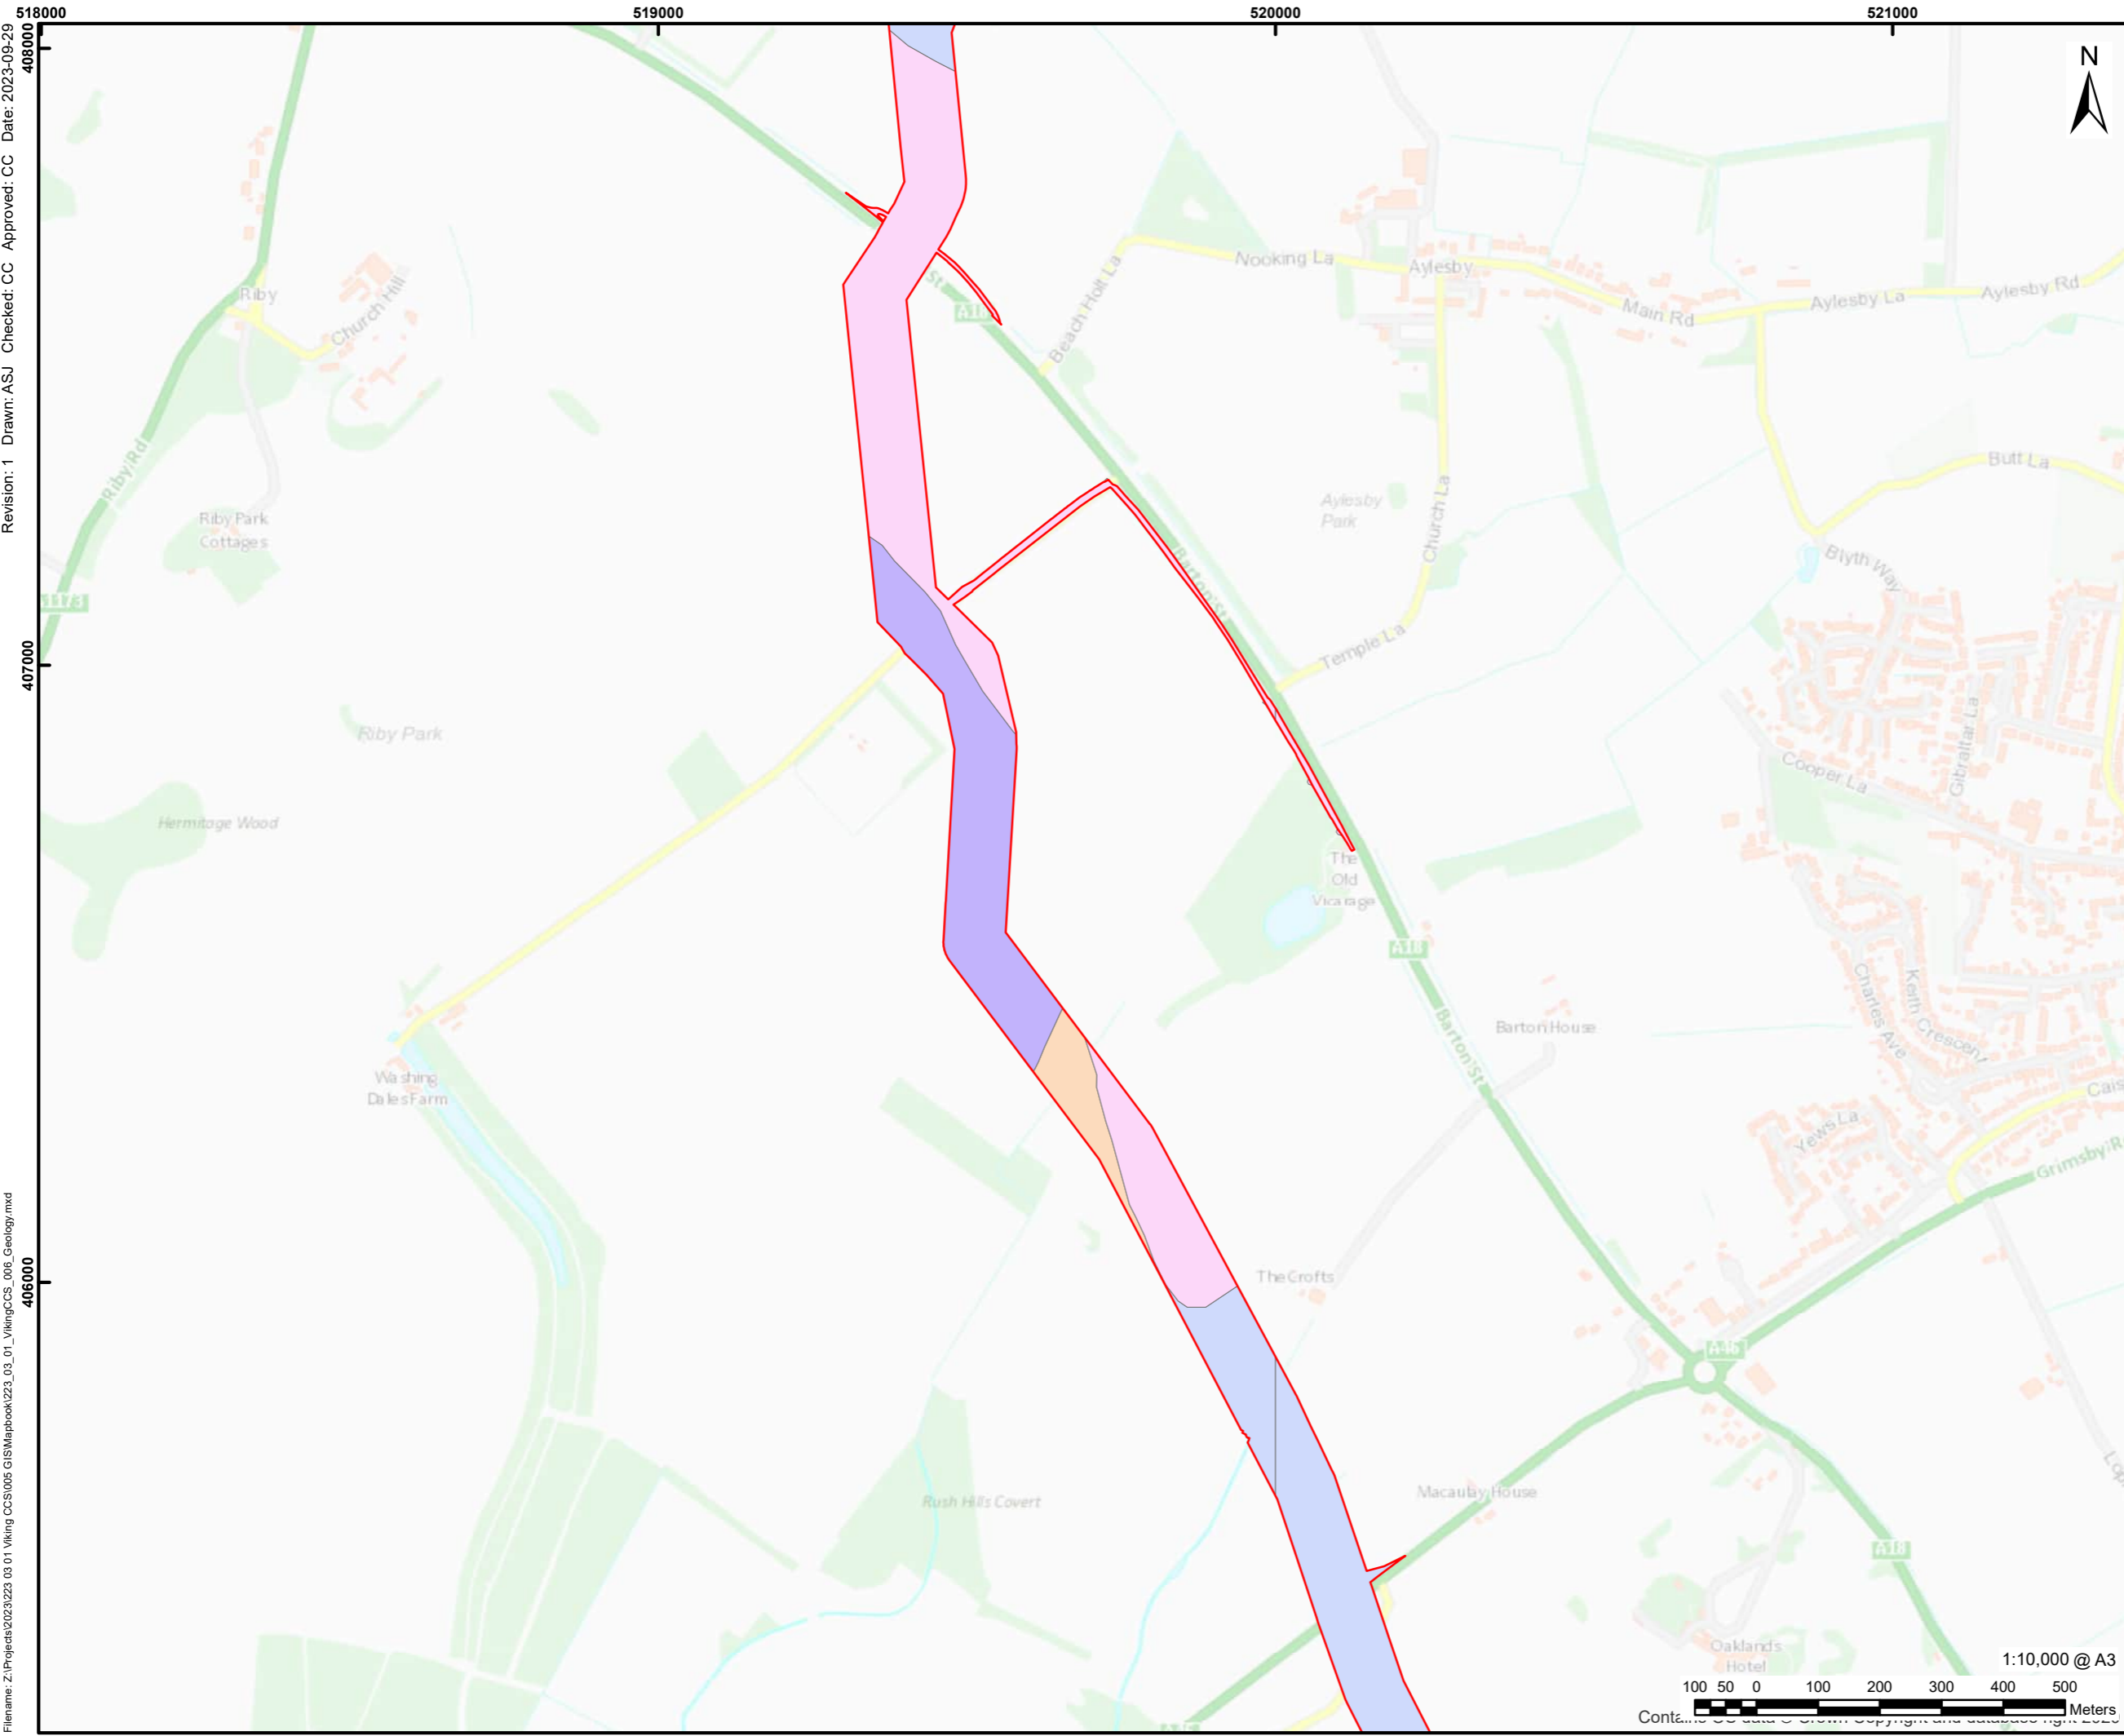 518000
519000
520000
521000
408000
407000
406000
Revision: 1 Drawn: ASJ Checked: CC Approved: CC Date: 2023-09-29
Filename: Z:\Projects\2023\223 03 01 Viking CCS\005 GIS\Mapbook\223_03_01_VikingCCS_006_Geology.mxd
N
Riby
Church Hill
Riby Rd
Riby Park
Cottages
Riby Park
Hermitage Wood
Washing
Dales Farm
St
A18
Beach Holt La
Nooking La
Aylesby
Main Rd
Aylesby La
Aylesby Rd
Butt La
Blyth Way
Aylesby
Park
Church La
Barton St
Temple La
Gibraltar La
Cooper La
The
Old
Vicarage
A18
Barton St
Barton House
Charles Ave
Keith Crescent
Yews La
Grimsby R
The Crofts
A46
Rush Hills Covert
Macaulay House
A18
Oaklands
Hotel
1:10,000 @ A3
100 50 0 100 200 300 400 500
Meters